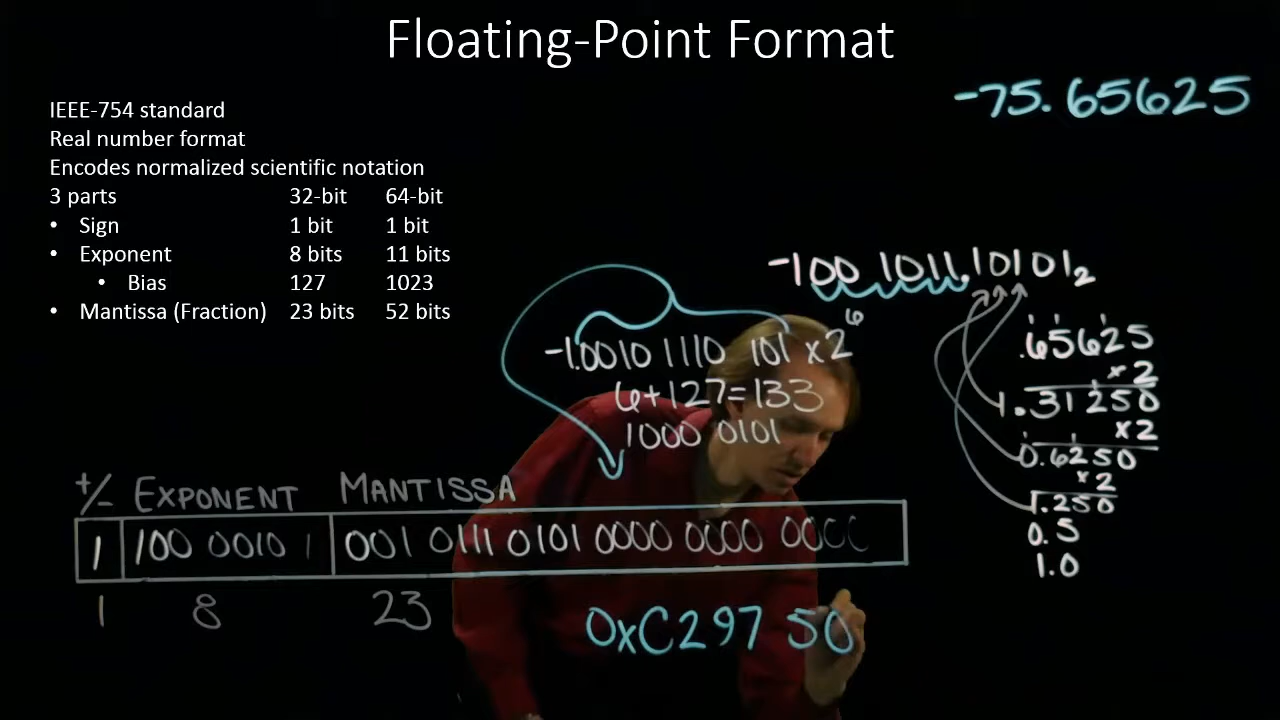 Floating-Point Format
-75.65625
IEEE-754 standard
Real number format
Encodes normalized scientific notation
3 parts 32-bit 64-bit
• Sign 1 bit 1 bit
• Exponent 8 bits 11 bits
• Bias 127 1023
• Mantissa (Fraction) 23 bits 52 bits
-100 1011.10101₂
-1.0010 1110 101 x 2⁶
6+127=133
1000 0101
.65625
x2
1.31250
x2
0.6250
x2
1.250
0.5
1.0
+/- EXPONENT MANTISSA
1 100 0010 1 001 0111 0101 0000 0000 0000
1 8 23
0xC297 50